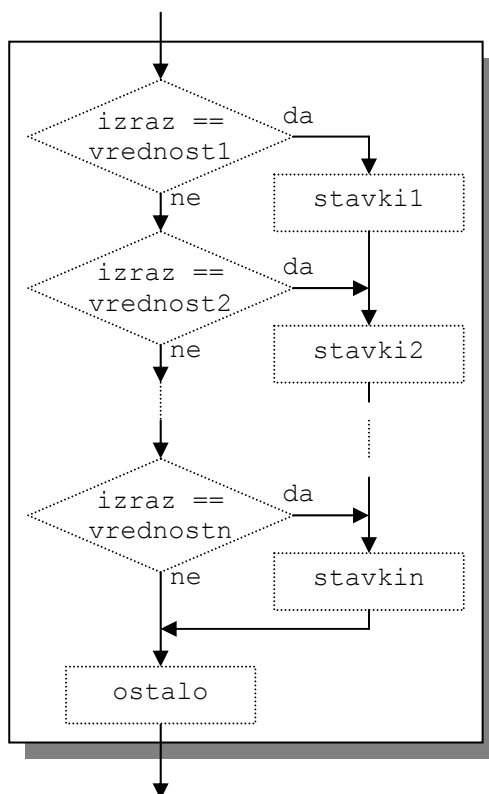 izraz ==
vrednost1
da
ne
stavki1
izraz ==
vrednost2
da
ne
stavki2
izraz ==
vrednostn
da
ne
stavkin
ostalo